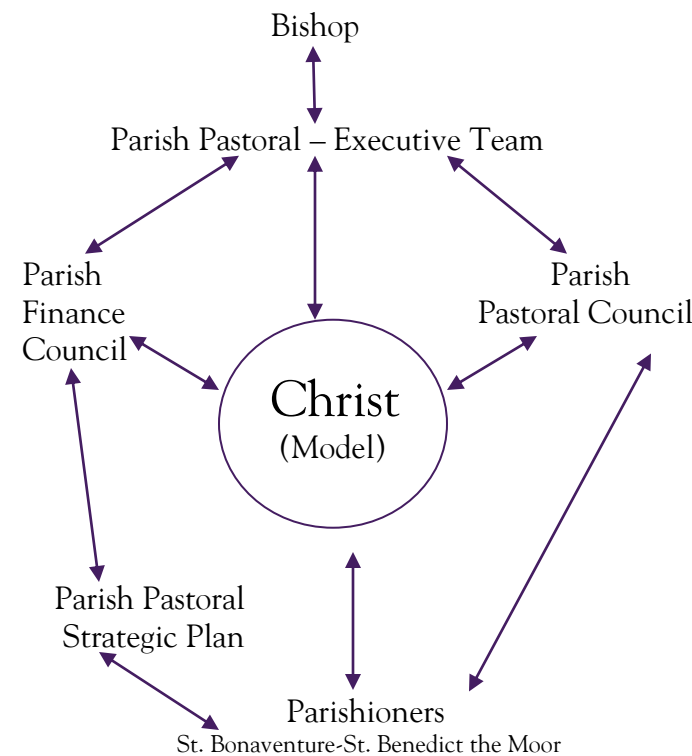 Bishop
Parish Pastoral – Executive Team
Parish
Finance
Council
Parish
Pastoral Council
Christ
(Model)
Parish Pastoral
Strategic Plan
Parishioners
St. Bonaventure-St. Benedict the Moor